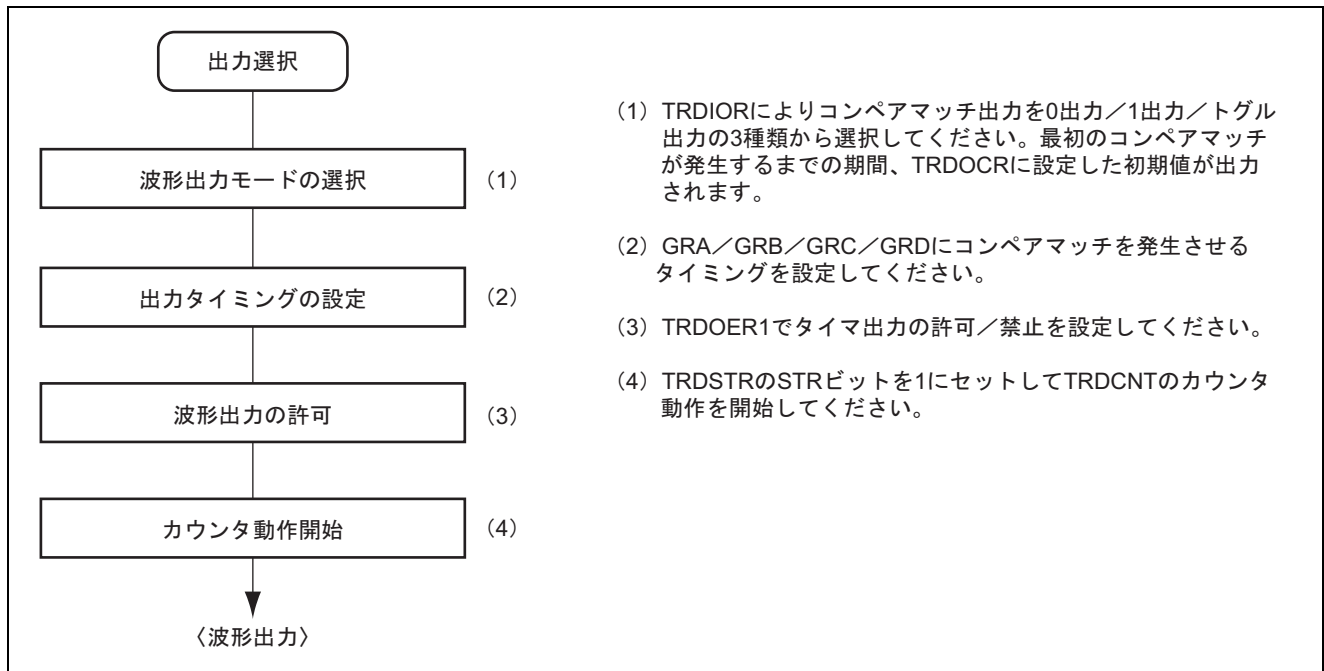 出力選択
波形出力モードの選択
(1)
出力タイミングの設定
(2)
波形出力の許可
(3)
カウンタ動作開始
(4)
〈波形出力〉
(1) TRDIORによりコンペアマッチ出力を0出力／1出力／トグル
出力の3種類から選択してください。最初のコンペアマッチ
が発生するまでの期間、TRDOCRに設定した初期値が出力
されます。
(2) GRA／GRB／GRC／GRDにコンペアマッチを発生させる
タイミングを設定してください。
(3) TRDOER1でタイマ出力の許可／禁止を設定してください。
(4) TRDSTRのSTRビットを1にセットしてTRDCNTのカウンタ
動作を開始してください。